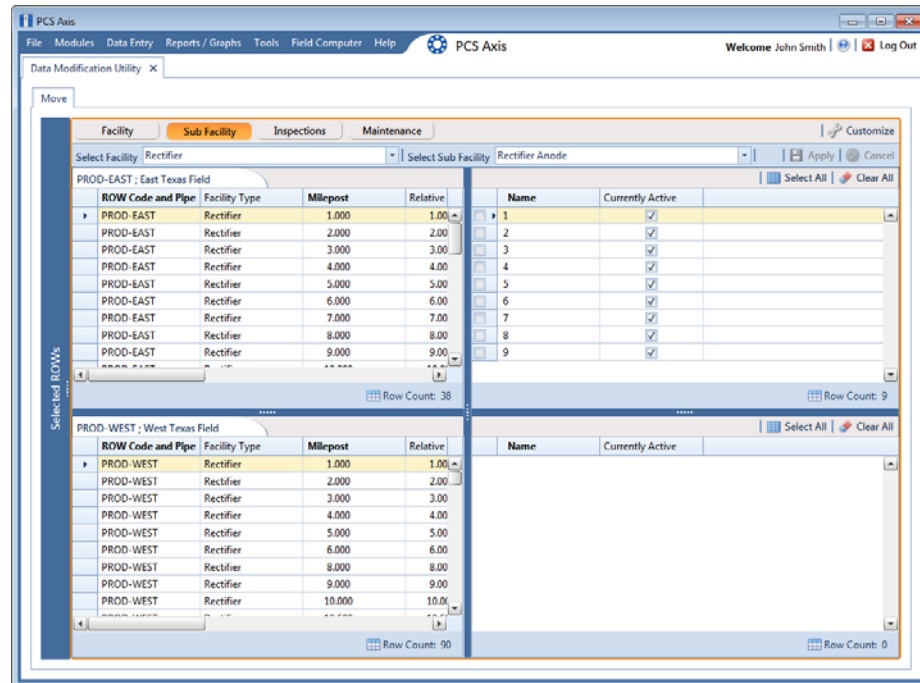 PCS Axis
File Modules Data Entry Reports / Graphs Tools Field Computer Help PCS Axis Welcome John Smith Log Out
Data Modification Utility X
Move
Facility Sub Facility Inspections Maintenance Customize
Select Facility Rectifier Select Sub Facility Rectifier Anode Apply Cancel
PROD-EAST ; East Texas Field Select All Clear All
ROW Code and Pipe Facility Type Milepost Relative Name Currently Active
PROD-EAST Rectifier 1.000 1.00 1
PROD-EAST Rectifier 2.000 2.00 2
PROD-EAST Rectifier 3.000 3.00 3
PROD-EAST Rectifier 4.000 4.00 4
PROD-EAST Rectifier 5.000 5.00 5
PROD-EAST Rectifier 6.000 6.00 6
PROD-EAST Rectifier 7.000 7.00 7
PROD-EAST Rectifier 8.000 8.00 8
PROD-EAST Rectifier 9.000 9.00 9
Row Count: 38 Row Count: 9
Selected ROWs
PROD-WEST ; West Texas Field Select All Clear All
ROW Code and Pipe Facility Type Milepost Relative Name Currently Active
PROD-WEST Rectifier 1.000 1.00
PROD-WEST Rectifier 2.000 2.00
PROD-WEST Rectifier 3.000 3.00
PROD-WEST Rectifier 4.000 4.00
PROD-WEST Rectifier 5.000 5.00
PROD-WEST Rectifier 6.000 6.00
PROD-WEST Rectifier 8.000 8.00
PROD-WEST Rectifier 9.000 9.00
PROD-WEST Rectifier 10.000 10.0
Row Count: 90 Row Count: 0